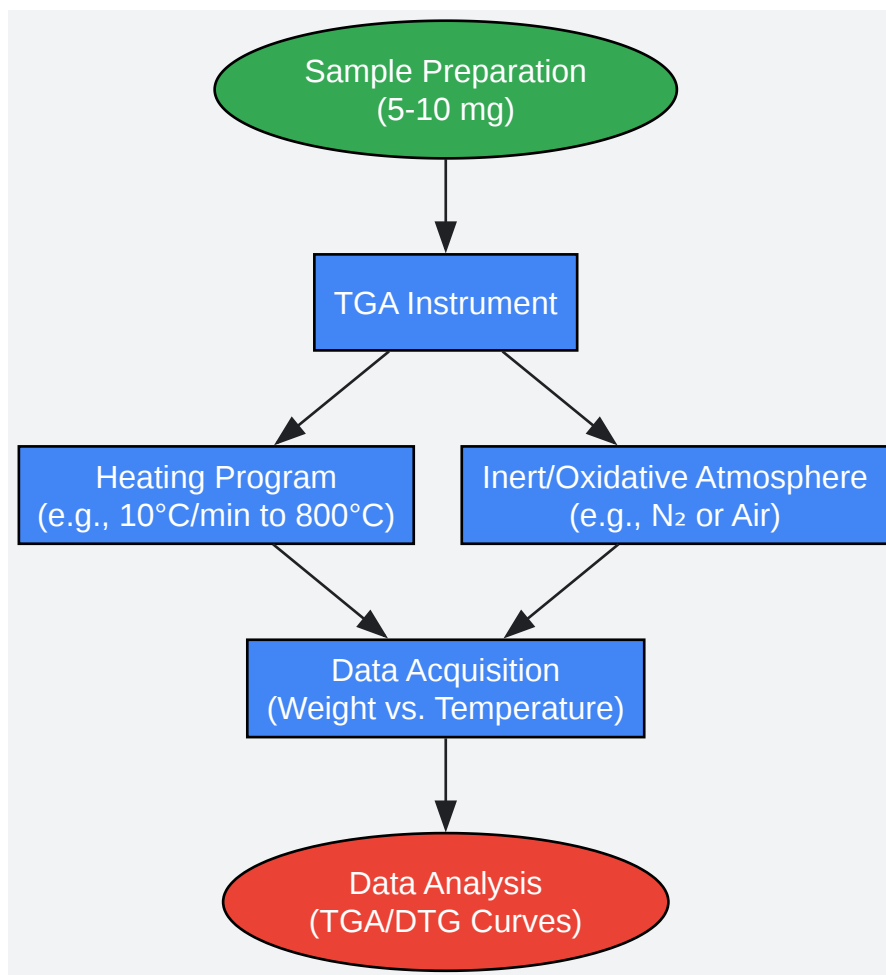 Sample Preparation
(5-10 mg)
TGA Instrument
Heating Program
(e.g., 10°C/min to 800°C)
Inert/Oxidative Atmosphere
(e.g., N₂ or Air)
Data Acquisition
(Weight vs. Temperature)
Data Analysis
(TGA/DTG Curves)